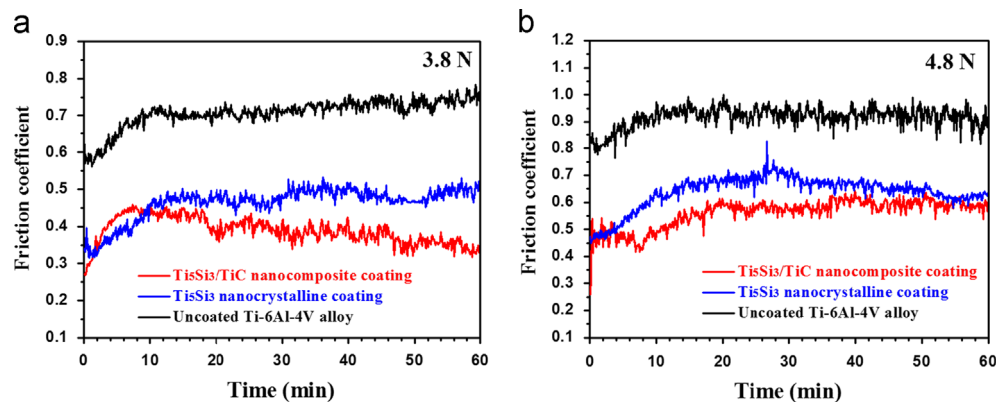 a
0.9
0.8
0.7
0.6
0.5
0.4
0.3
0.2
0.1
Friction coefficient
3.8 N
Ti5Si3/TiC nanocomposite coating
Ti5Si3 nanocrystalline coating
Uncoated Ti-6Al-4V alloy
0 10 20 30 40 50 60
Time (min)
b
1.2
1.1
1.0
0.9
0.8
0.7
0.6
0.5
0.4
0.3
0.2
0.1
Friction coefficient
4.8 N
Ti5Si3/TiC nanocomposite coating
Ti5Si3 nanocrystalline coating
Uncoated Ti-6Al-4V alloy
0 10 20 30 40 50 60
Time (min)